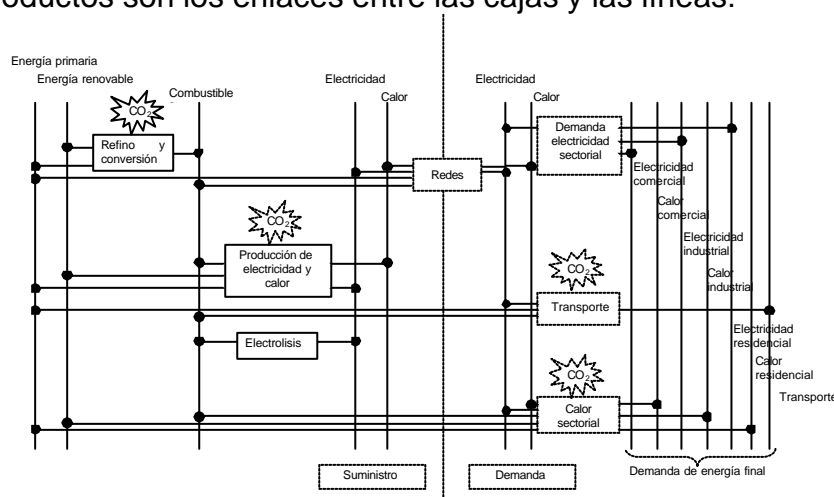 oductos son los enlaces entre las cajas y las líneas.
Energía primaria
Energía renovable
Combustible
Electricidad
Calor
Electricidad
Calor
CO2
Refino y
conversión
Demanda
electricidad
sectorial
Redes
Electricidad
comercial
Calor
comercial
Electricidad
industrial
Calor
industrial
Electricidad
residencial
Calor
residencial
Transporte
CO2
Producción de
electricidad y
calor
CO2
Transporte
Electrolisis
CO2
Calor
sectorial
Suministro
Demanda
Demanda de energía final